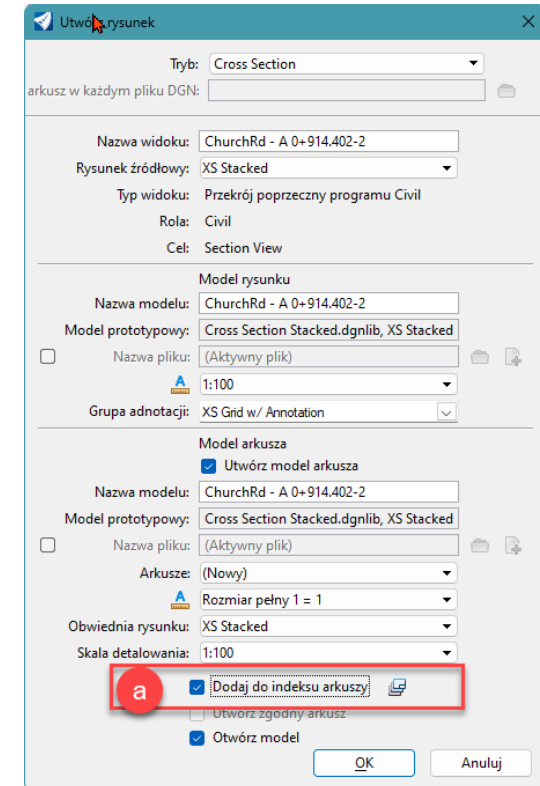 Utwórz rysunek
Tryb: Cross Section
arkusz w każdym pliku DGN:
Nazwa widoku: ChurchRd - A 0+914.402-2
Rysunek źródłowy: XS Stacked
Typ widoku: Przekrój poprzeczny programu Civil
Rola: Civil
Cel: Section View
Model rysunku
Nazwa modelu: ChurchRd - A 0+914.402-2
Model prototypowy: Cross Section Stacked.dgnlib, XS Stacked
Nazwa pliku: (Aktywny plik)
A 1:100
Grupa adnotacji: XS Grid w/ Annotation
Model arkusza
Utwórz model arkusza
Nazwa modelu: ChurchRd - A 0+914.402-2
Model prototypowy: Cross Section Stacked.dgnlib, XS Stacked
Nazwa pliku: (Aktywny plik)
Arkusze: (Nowy)
A Rozmiar pełny 1 = 1
Obwiednia rysunku: XS Stacked
Skala detalowania: 1:100
a Dodaj do indeksu arkuszy
Utwórz zgodny arkusz
Otwórz model
OK Anuluj